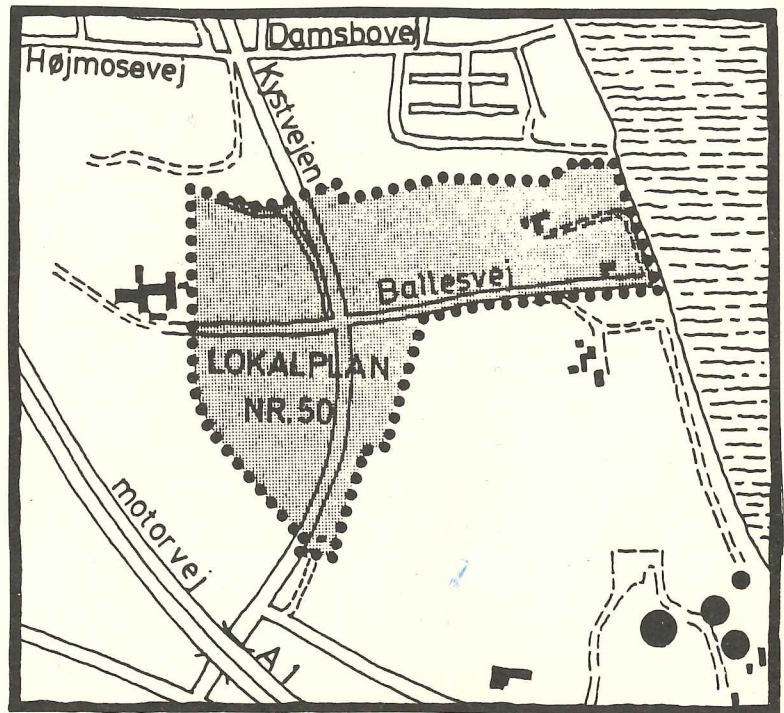 Damsbovej
Højmosevej
Kystvejen
Ballesvej
LOKALPLAN
NR. 50
motorvej
A1